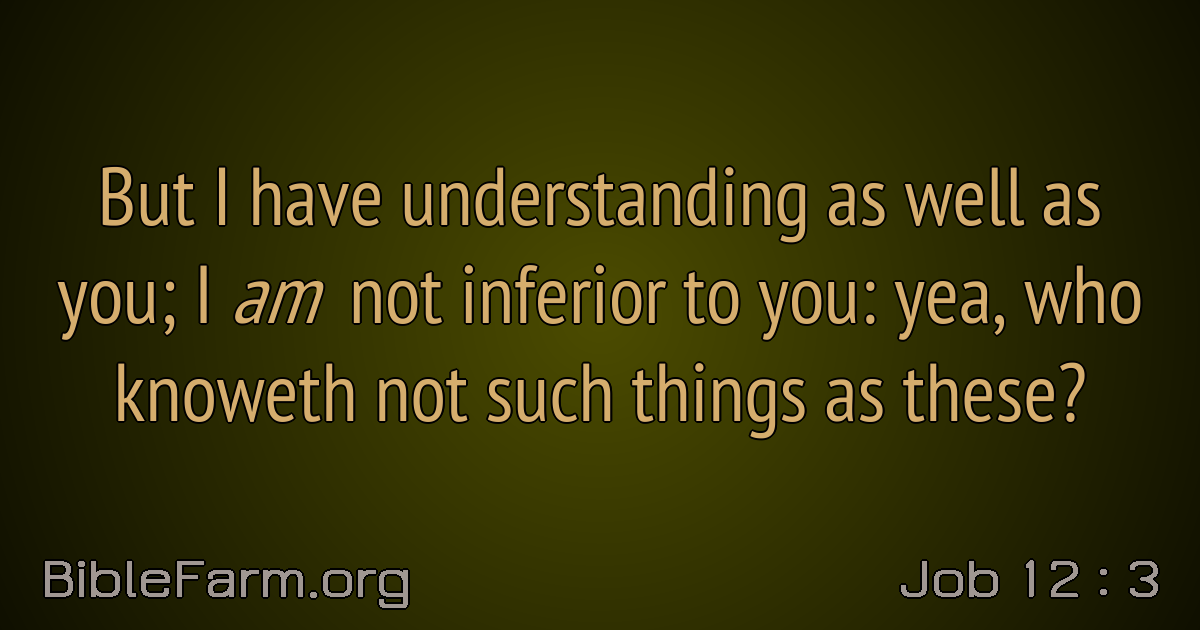 But I have understanding as well as
you; I am not inferior to you: yea, who
knoweth not such things as these?
BibleFarm.org
Job 12 : 3